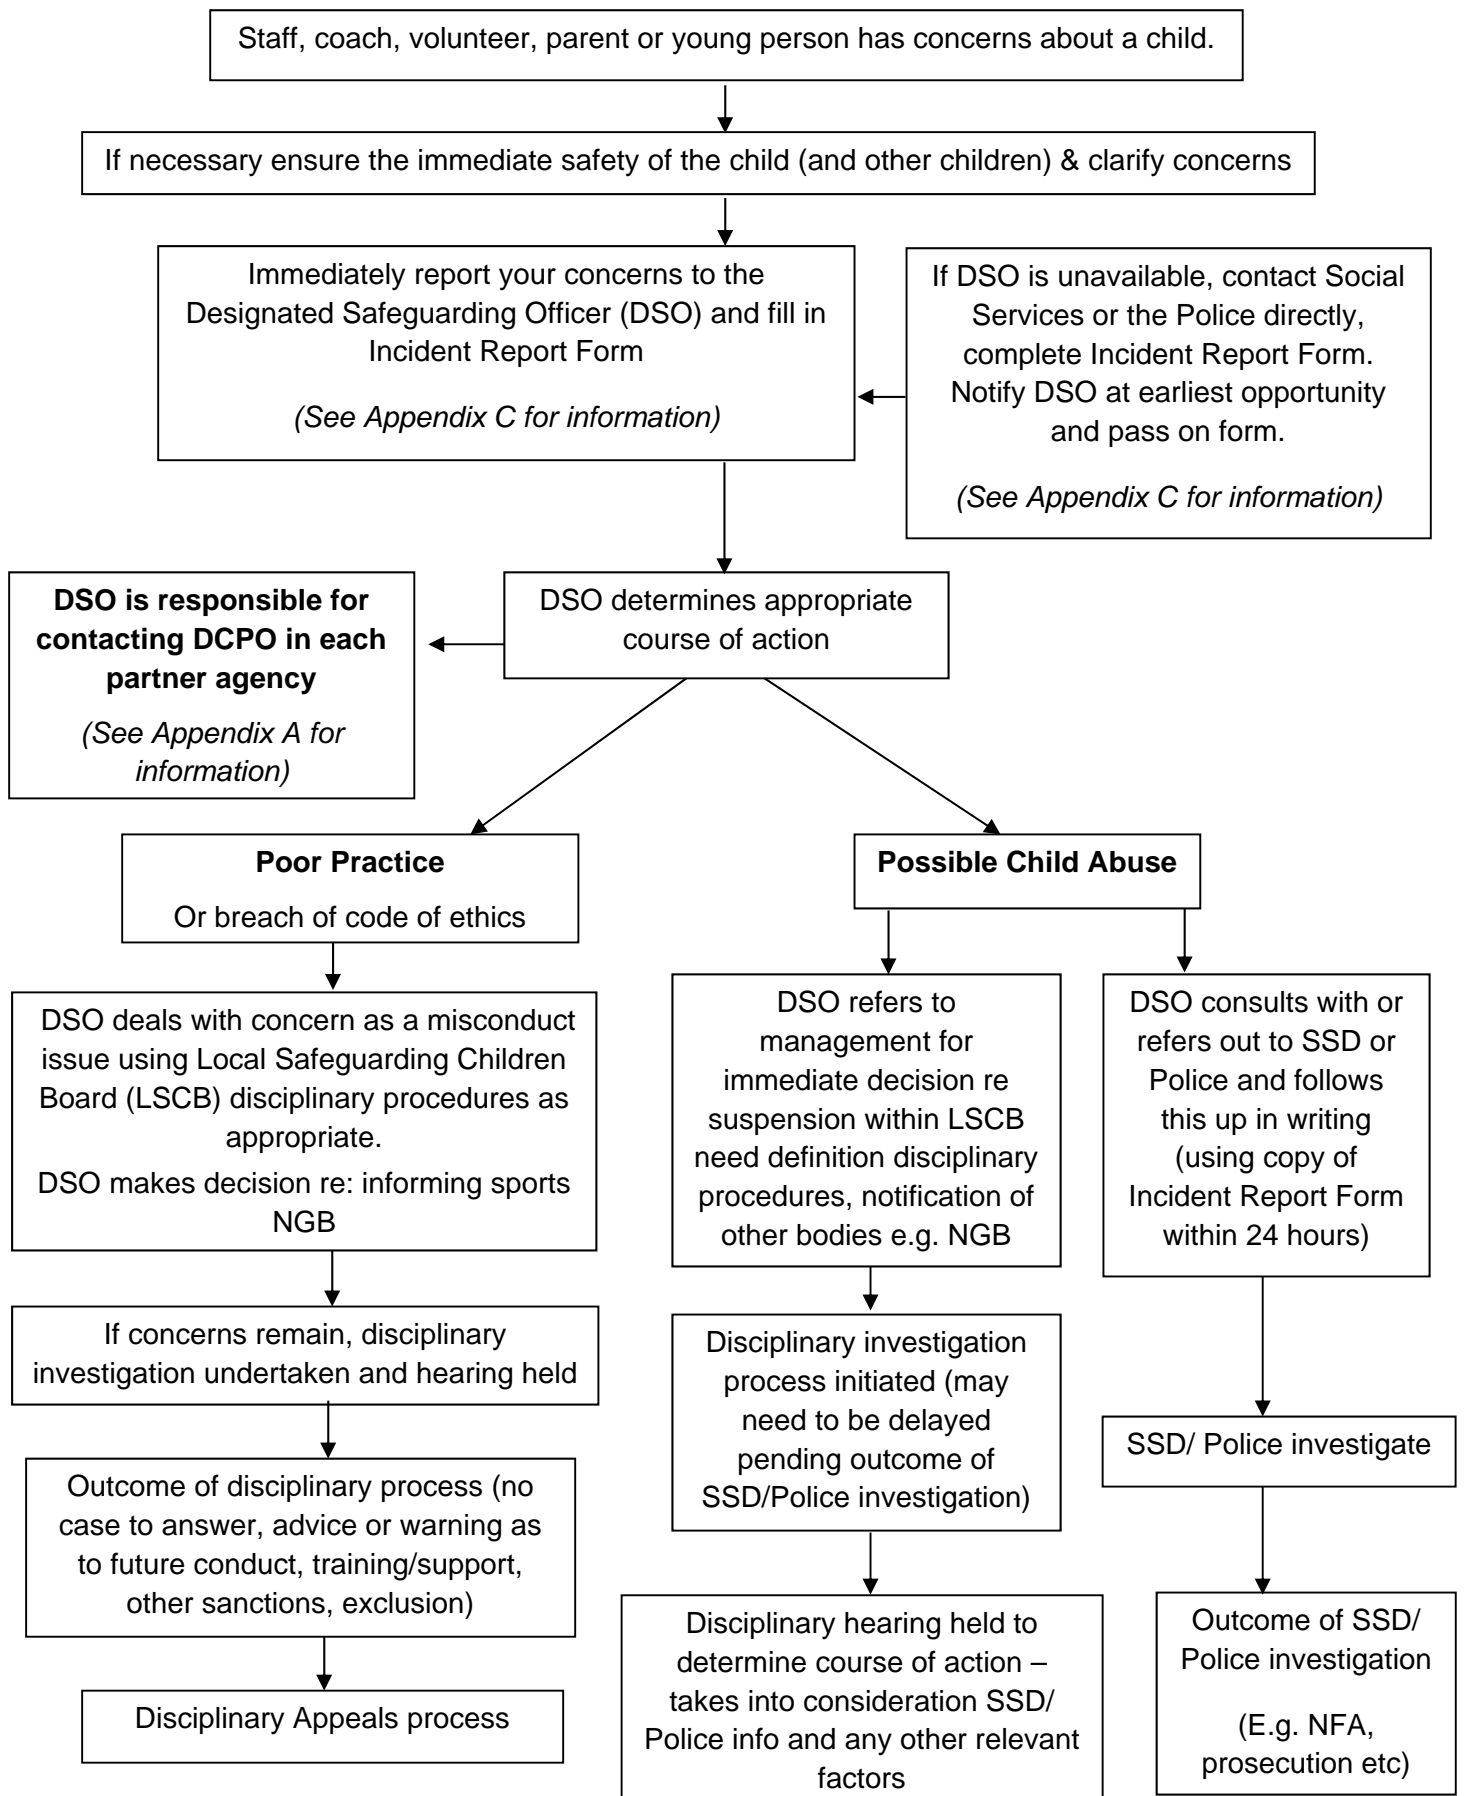 Staff, coach, volunteer, parent or young person has concerns about a child.
If necessary ensure the immediate safety of the child (and other children) & clarify concerns
Immediately report your concerns to the
Designated Safeguarding Officer (DSO) and fill in
Incident Report Form
(See Appendix C for information)
If DSO is unavailable, contact Social
Services or the Police directly,
complete Incident Report Form.
Notify DSO at earliest opportunity
and pass on form.
(See Appendix C for information)
DSO is responsible for
contacting DCPO in each
partner agency
(See Appendix A for
information)
DSO determines appropriate
course of action
Poor Practice
Or breach of code of ethics
Possible Child Abuse
DSO deals with concern as a misconduct
issue using Local Safeguarding Children
Board (LSCB) disciplinary procedures as
appropriate.
DSO makes decision re: informing sports
NGB
DSO refers to
management for
immediate decision re
suspension within LSCB
need definition disciplinary
procedures, notification of
other bodies e.g. NGB
DSO consults with or
refers out to SSD or
Police and follows
this up in writing
(using copy of
Incident Report Form
within 24 hours)
If concerns remain, disciplinary
investigation undertaken and hearing held
Disciplinary investigation
process initiated (may
need to be delayed
pending outcome of
SSD/Police investigation)
SSD/ Police investigate
Outcome of disciplinary process (no
case to answer, advice or warning as
to future conduct, training/support,
other sanctions, exclusion)
Disciplinary hearing held to
determine course of action –
takes into consideration SSD/
Police info and any other relevant
factors
Outcome of SSD/
Police investigation
(E.g. NFA,
prosecution etc)
Disciplinary Appeals process